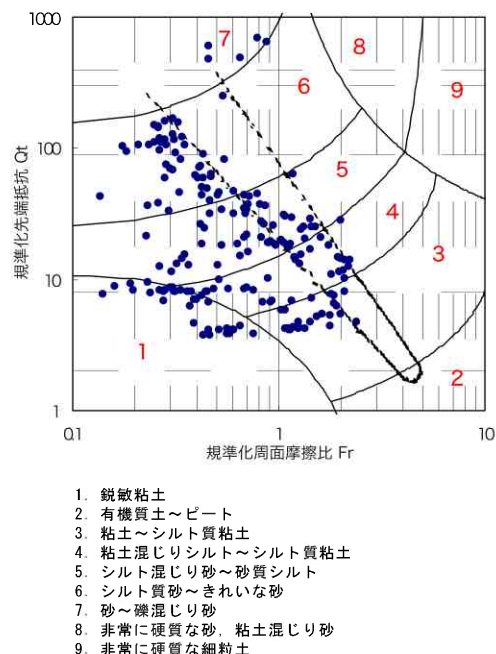 1000
100
10
1
0.1
1
10
規準化先端抵抗 Qt
規準化周面摩擦比 Fr
7
8
6
9
5
4
3
1
2
1. 鋭敏粘土
2. 有機質土～ピート
3. 粘土～シルト質粘土
4. 粘土混じりシルト～シルト質粘土
5. シルト混じり砂～砂質シルト
6. シルト質砂～きれいな砂
7. 砂～礫混じり砂
8. 非常に硬質な砂, 粘土混じり砂
9. 非常に硬質な細粒土